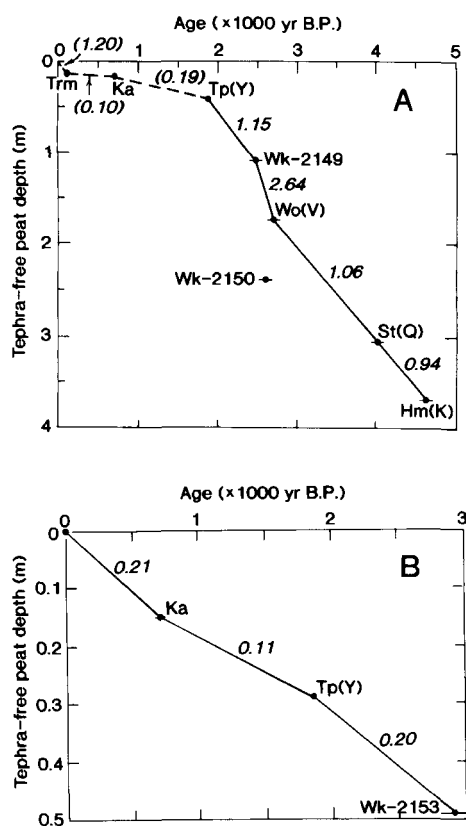 Age (×1000 yr B.P.)
0 1 2 3 4 5
(1.20)
Trm
(0.10)
Ka
(0.19)
Tp(Y)
A
1.15
Wk-2149
2.64
Wo(V)
Wk-2150
1.06
St(Q)
0.94
Hm(K)
0
1
2
3
4
Tephra-free peat depth (m)
Age (×1000 yr B.P.)
0 1 2 3
B
0.21
Ka
0.11
Tp(Y)
0.20
Wk-2153
0
0.1
0.2
0.3
0.4
0.5
Tephra-free peat depth (m)